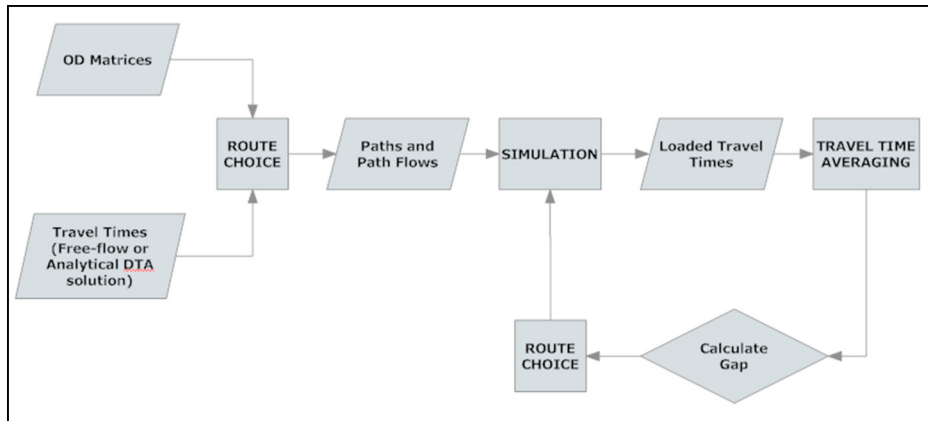 OD Matrices
ROUTE
CHOICE
Paths and
Path Flows
SIMULATION
Loaded Travel
Times
TRAVEL TIME
AVERAGING
Travel Times
(Free-flow or
Analytical DTA
solution)
ROUTE
CHOICE
Calculate
Gap